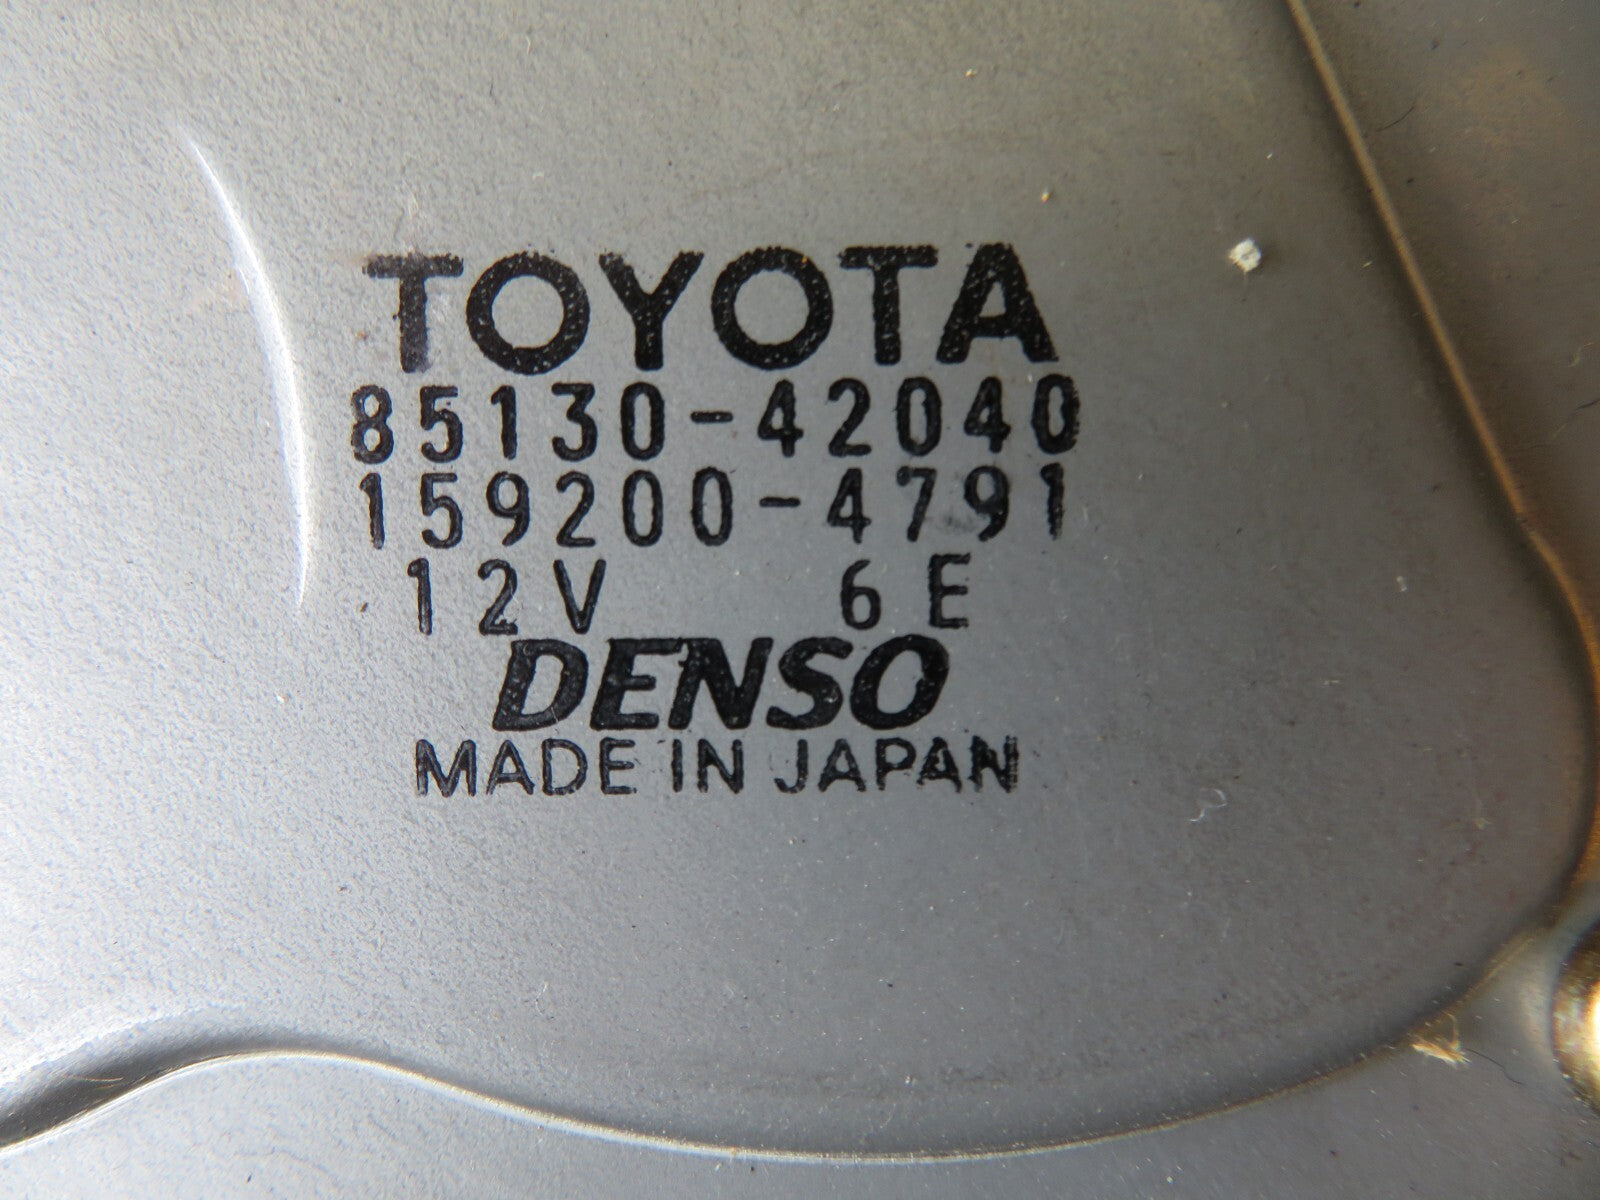 TOYOTA
85130-42040
159200-4791
12V 6E
DENSO
MADE IN JAPAN